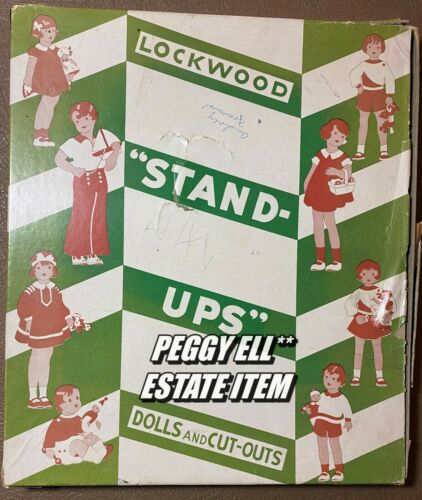 LOCKWOOD
"STAND-
UPS"
PEGGY ELL**
ESTATE ITEM
DOLLS AND CUT-OUTS